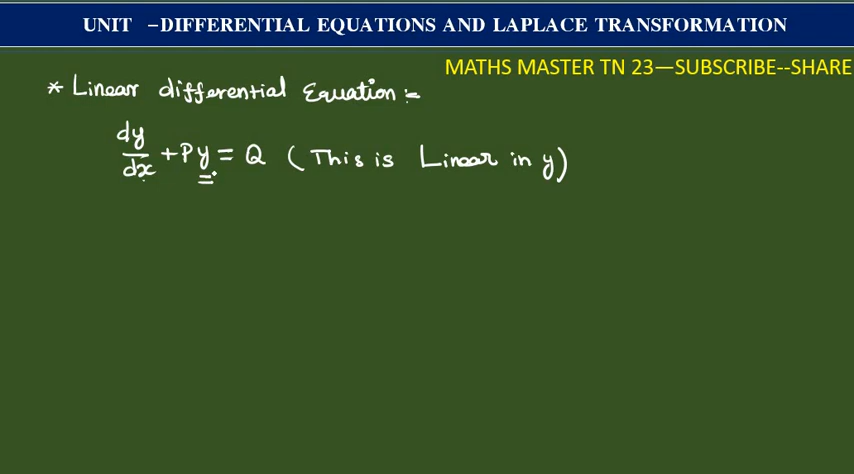 UNIT -DIFFERENTIAL EQUATIONS AND LAPLACE TRANSFORMATION
MATHS MASTER TN 23—SUBSCRIBE--SHARE
* Linear differential Equation :-
dy/dx + Py = Q (This is Linear in y)